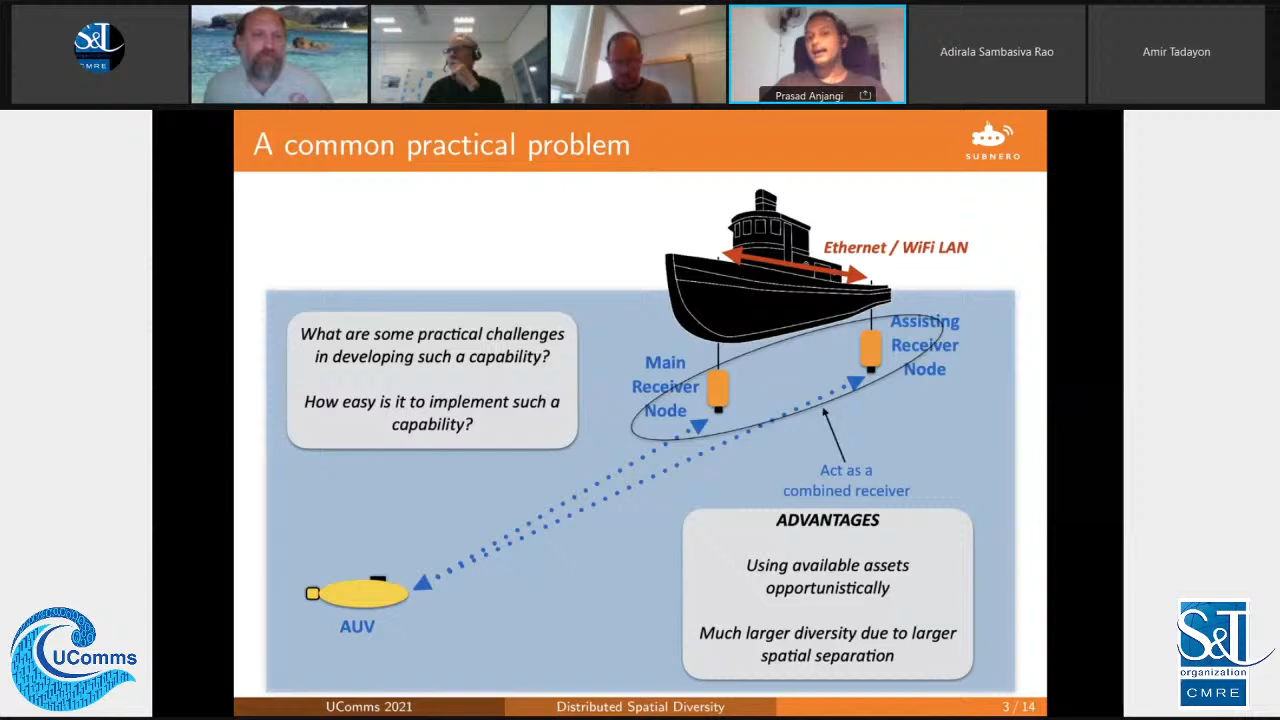 S&T
organization
CMRE
Prasad Anjangi
Adirala Sambasiva Rao
Amir Tadayon
A common practical problem
SUBNERO
Ethernet / WiFi LAN
What are some practical challenges
in developing such a capability?
How easy is it to implement such a
capability?
Main
Receiver
Node
Assisting
Receiver
Node
Act as a
combined receiver
ADVANTAGES
Using available assets
opportunistically
Much larger diversity due to larger
spatial separation
AUV
UComms
S&T
organization
CMRE
UComms 2021
Distributed Spatial Diversity
3 / 14